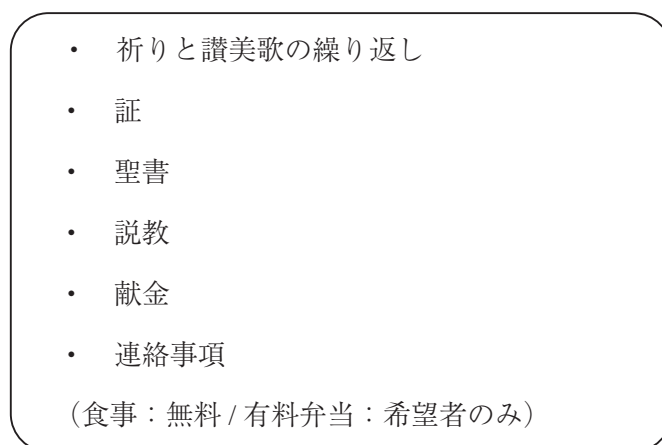 ・ 祈りと讃美歌の繰り返し
・ 証
・ 聖書
・ 説教
・ 献金
・ 連絡事項
（食事：無料 / 有料弁当：希望者のみ）